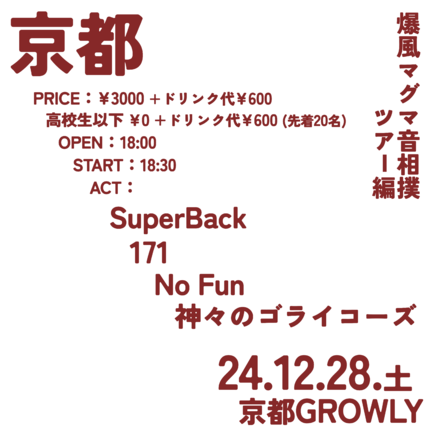 京都
爆風マグマ音相撲
ツアー編
PRICE：¥3000 ＋ドリンク代¥600
高校生以下 ¥0 ＋ドリンク代¥600 (先着20名)
OPEN：18:00
START：18:30
ACT：
SuperBack
171
No Fun
神々のゴライコーズ
24.12.28.土
京都GROWLY